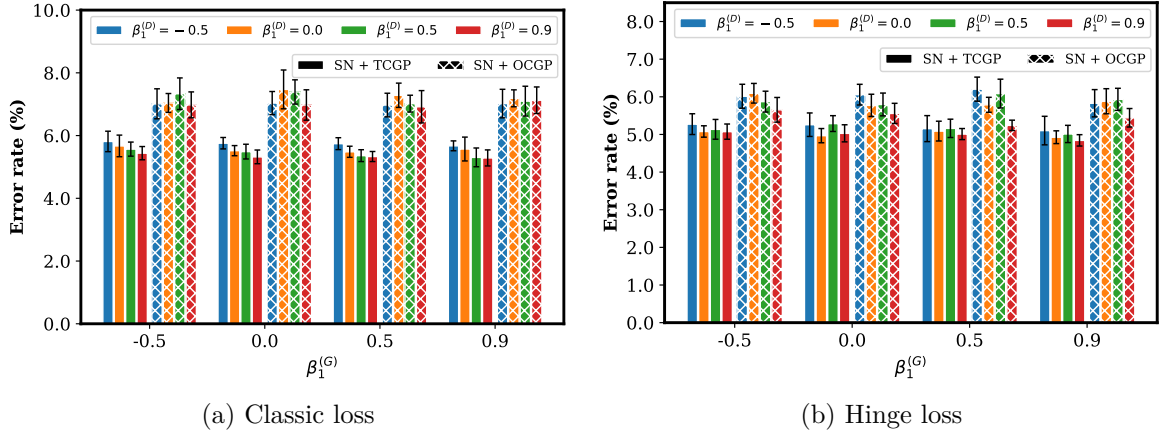 β₁⁽ᴰ⁾ = −0.5 β₁⁽ᴰ⁾ = 0.0 β₁⁽ᴰ⁾ = 0.5 β₁⁽ᴰ⁾ = 0.9
SN + TCGP SN + OCGP
Error rate (%)
10.0
8.0
6.0
4.0
2.0
0.0
-0.5 0.0 0.5 0.9
β₁⁽ᴳ⁾
(a) Classic loss
β₁⁽ᴰ⁾ = −0.5 β₁⁽ᴰ⁾ = 0.0 β₁⁽ᴰ⁾ = 0.5 β₁⁽ᴰ⁾ = 0.9
SN + TCGP SN + OCGP
Error rate (%)
8.0
7.0
6.0
5.0
4.0
3.0
2.0
1.0
0.0
-0.5 0.0 0.5 0.9
β₁⁽ᴳ⁾
(b) Hinge loss